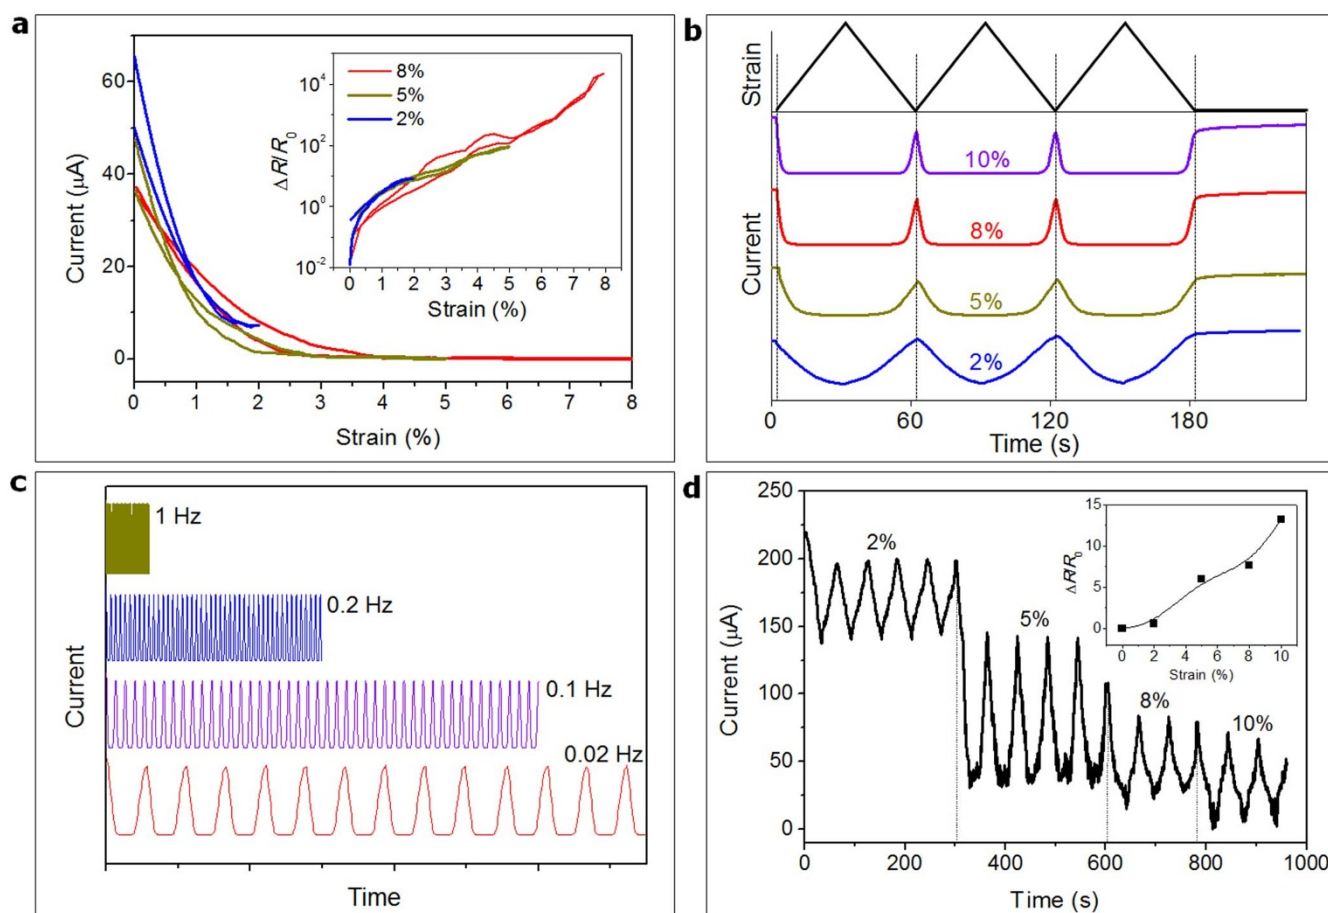 a
60
40
20
0
Current (μA)
0 1 2 3 4 5 6 7 8
Strain (%)
8%
5%
2%
10^4
10^2
10^0
10^-2
ΔR/R_0
0 1 2 3 4 5 6 7 8
Strain (%)
b
Strain
Current
10%
8%
5%
2%
0 60 120 180
Time (s)
c
Current
1 Hz
0.2 Hz
0.1 Hz
0.02 Hz
Time
d
250
200
150
100
50
0
Current (μA)
2%
5%
8%
10%
0 200 400 600 800 1000
Time (s)
15
10
5
0
ΔR/R_0
0 2 4 6 8 10
Strain (%)